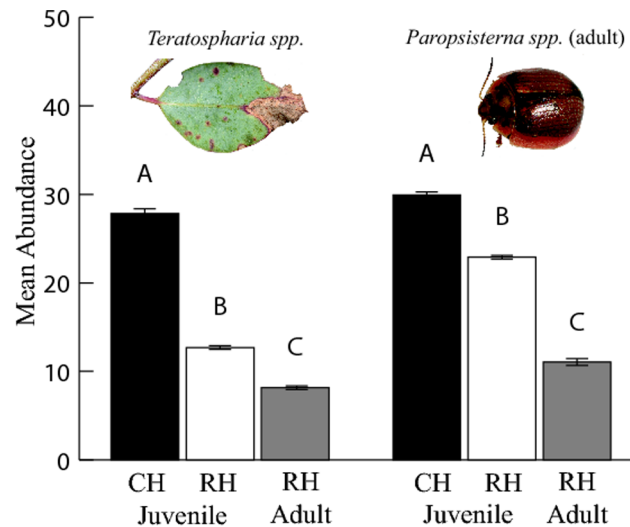 Teratospharia spp.
Paropsisterna spp. (adult)
Mean Abundance
50
40
30
20
10
0
A
B
C
A
B
C
CH RH RH
Juvenile Adult
CH RH RH
Juvenile Adult